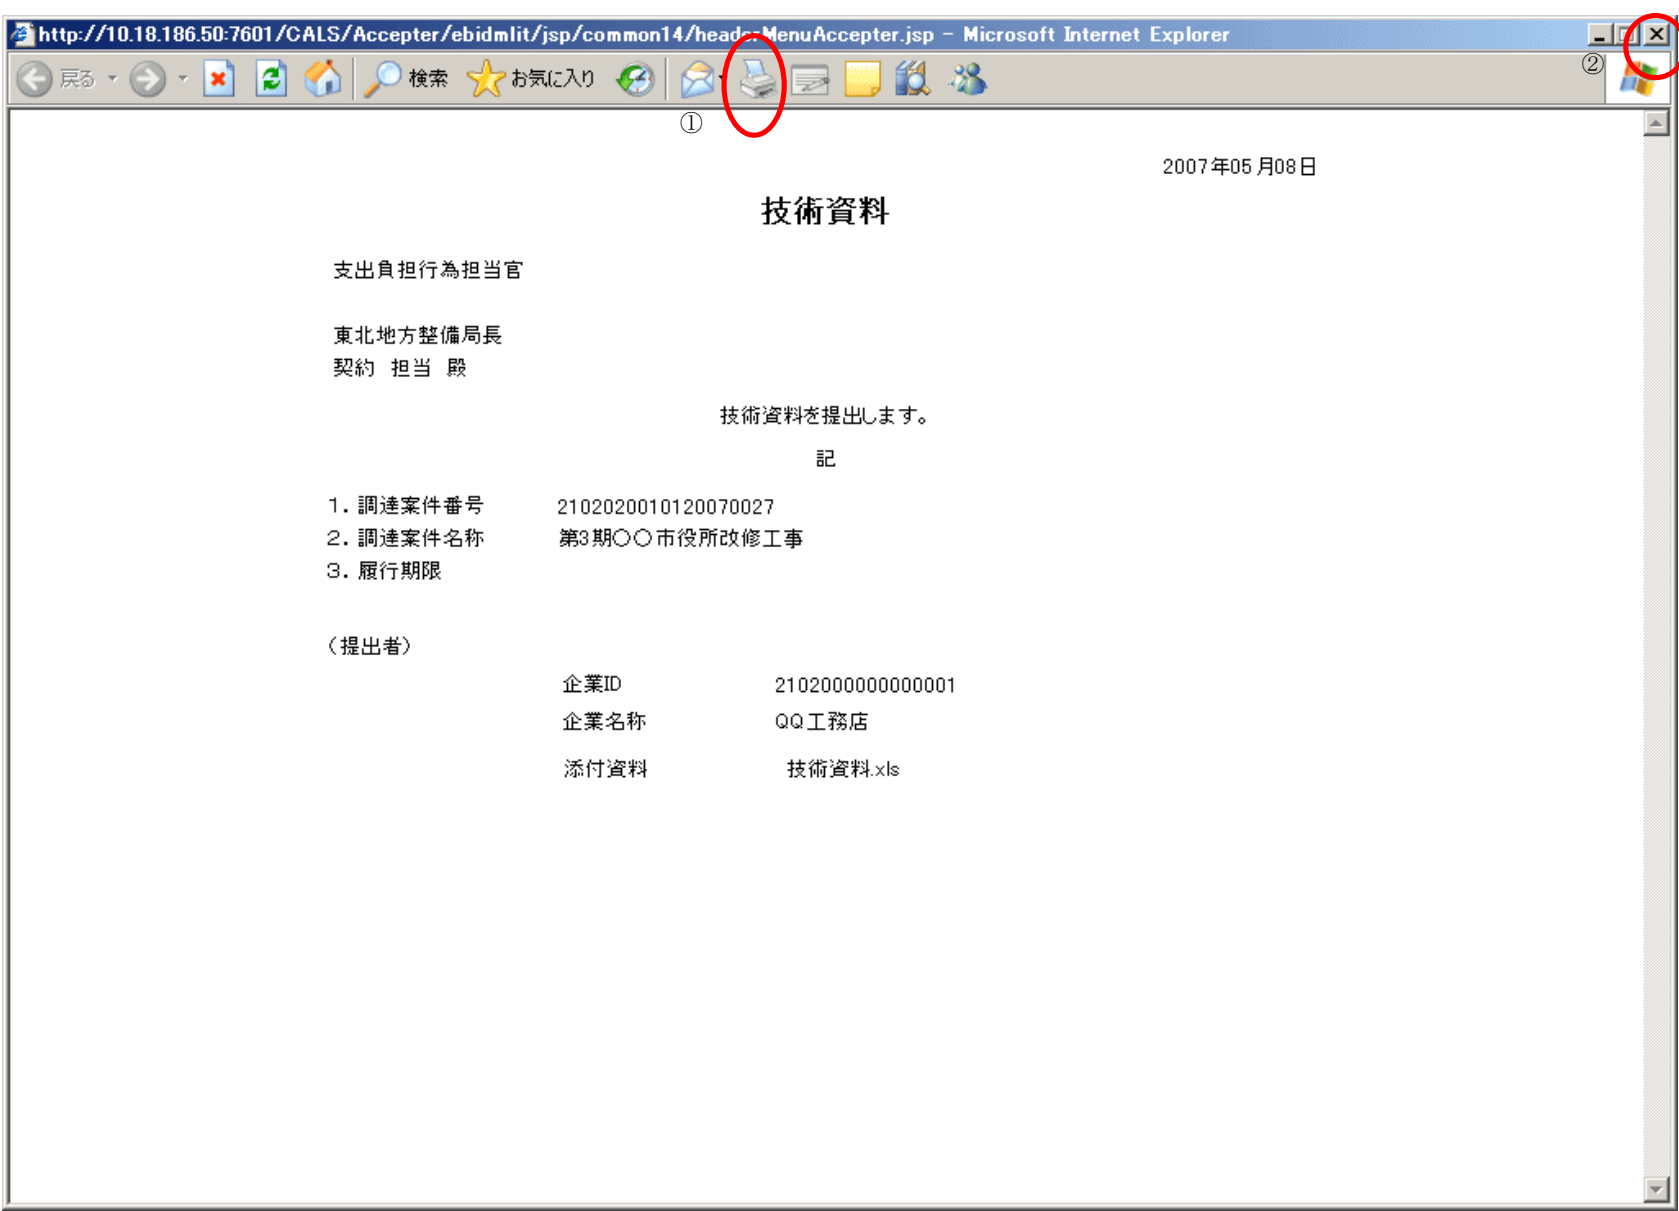 http://10.18.186.50:7601/CALS/Accepter/ebidmlit/jsp/common14/headerMenuAccepter.jsp - Microsoft Internet Explorer
戻る 検索 お気に入り ②
①
2007年05月08日
技術資料
支出負担行為担当官
東北地方整備局長
契約 担当 殿
技術資料を提出します。
記
1. 調達案件番号 2102020010120070027
2. 調達案件名称 第3期〇〇市役所改修工事
3. 履行期限
（提出者）
企業ID 2102000000000001
企業名称 QQ工務店
添付資料 技術資料.xls